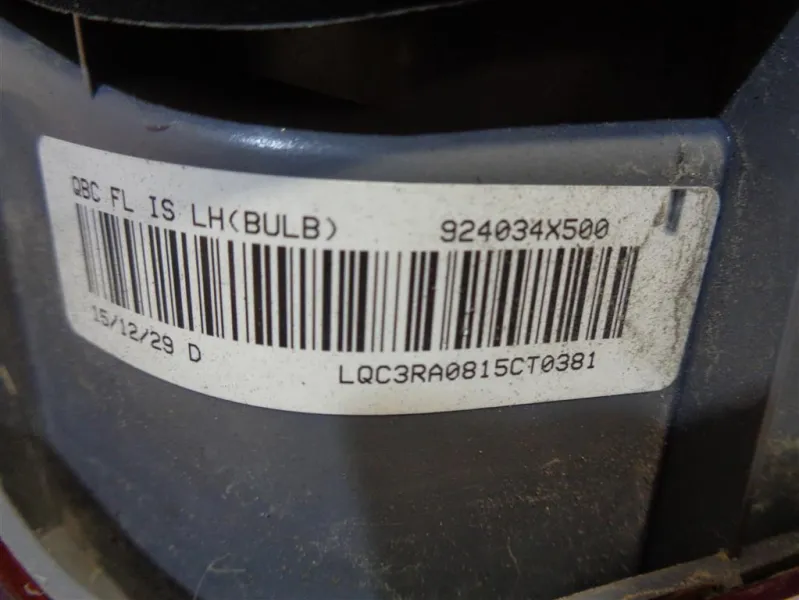 QBC FL IS LH(BULB) 924034X500
15/12/29 D LQC3RA0815CT0381